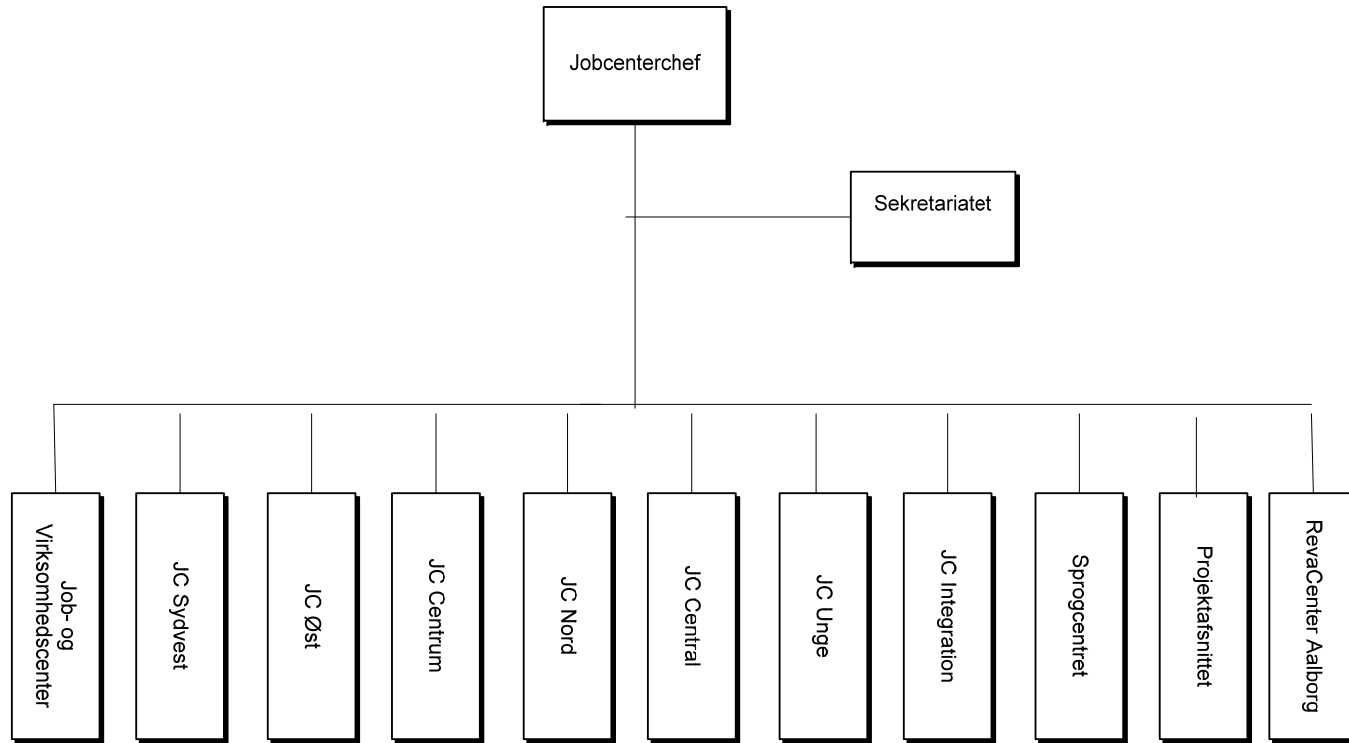 Jobcenterchef
Sekretariatet
Job- og
Virksomhedscenter
JC Sydvest
JC Øst
JC Centrum
JC Nord
JC Central
JC Unge
JC Integration
Sprogcentret
Projektafsnittet
RevaCenter Aalborg